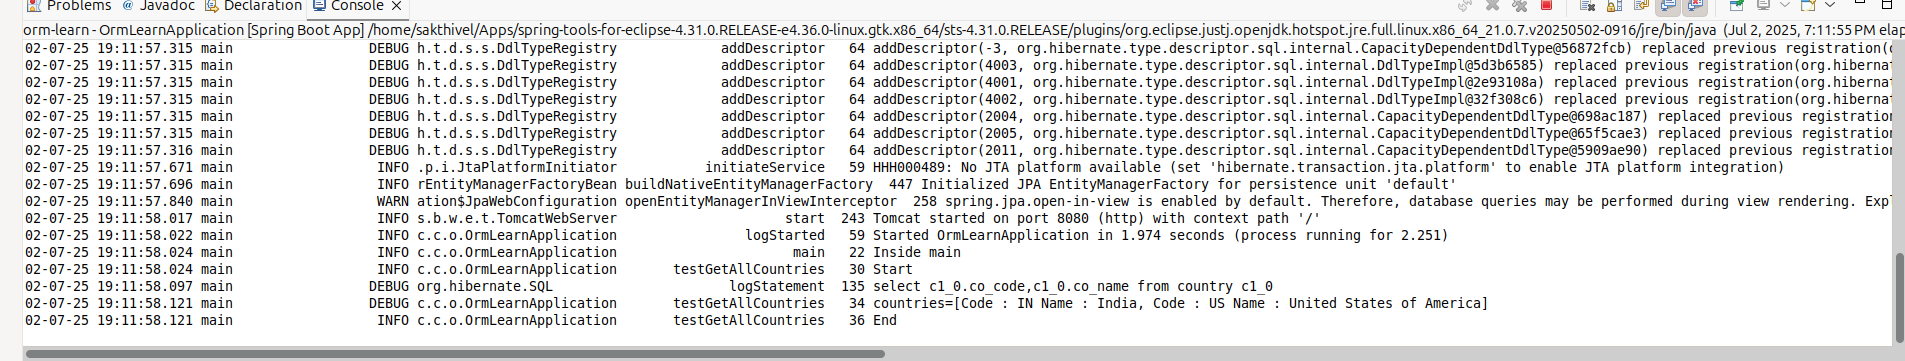 Problems @ Javadoc Declaration Console
orm-learn - OrmLearnApplication [Spring Boot App] /home/sakthivel/Apps/spring-tools-for-eclipse-4.31.0.RELEASE-e4.36.0-linux.gtk.x86_64/sts-4.31.0.RELEASE/plugins/org.eclipse.justj.openjdk.hotspot.jre.full.linux.x86_64_21.0.7.v20250502-0916/jre/bin/java (Jul 2, 2025, 7:11:55 PM elap
02-07-25 19:11:57.315 main DEBUG h.t.d.s.s.DdlTypeRegistry addDescriptor 64 addDescriptor(-3, org.hibernate.type.descriptor.sql.internal.CapacityDependentDdlType@56872fcb) replaced previous registration(
02-07-25 19:11:57.315 main DEBUG h.t.d.s.s.DdlTypeRegistry addDescriptor 64 addDescriptor(4003, org.hibernate.type.descriptor.sql.internal.DdlTypeImpl@5d3b6585) replaced previous registration(org.hiberna
02-07-25 19:11:57.315 main DEBUG h.t.d.s.s.DdlTypeRegistry addDescriptor 64 addDescriptor(4001, org.hibernate.type.descriptor.sql.internal.DdlTypeImpl@2e93108a) replaced previous registration(org.hiberna
02-07-25 19:11:57.315 main DEBUG h.t.d.s.s.DdlTypeRegistry addDescriptor 64 addDescriptor(4002, org.hibernate.type.descriptor.sql.internal.DdlTypeImpl@32f308c6) replaced previous registration(org.hiberna
02-07-25 19:11:57.315 main DEBUG h.t.d.s.s.DdlTypeRegistry addDescriptor 64 addDescriptor(2004, org.hibernate.type.descriptor.sql.internal.CapacityDependentDdlType@698ac187) replaced previous registration
02-07-25 19:11:57.315 main DEBUG h.t.d.s.s.DdlTypeRegistry addDescriptor 64 addDescriptor(2005, org.hibernate.type.descriptor.sql.internal.CapacityDependentDdlType@65f5cae3) replaced previous registration
02-07-25 19:11:57.316 main DEBUG h.t.d.s.s.DdlTypeRegistry addDescriptor 64 addDescriptor(2011, org.hibernate.type.descriptor.sql.internal.CapacityDependentDdlType@5909ae90) replaced previous registration
02-07-25 19:11:57.671 main INFO .p.i.JtaPlatformInitiator initiateService 59 HHH000489: No JTA platform available (set 'hibernate.transaction.jta.platform' to enable JTA platform integration)
02-07-25 19:11:57.696 main INFO rEntityManagerFactoryBean buildNativeEntityManagerFactory 447 Initialized JPA EntityManagerFactory for persistence unit 'default'
02-07-25 19:11:57.840 main WARN ation$JpaWebConfiguration openEntityManagerInViewInterceptor 258 spring.jpa.open-in-view is enabled by default. Therefore, database queries may be performed during view rendering. Expl
02-07-25 19:11:58.017 main INFO s.b.w.e.t.TomcatWebServer start 243 Tomcat started on port 8080 (http) with context path '/'
02-07-25 19:11:58.022 main INFO c.c.o.OrmLearnApplication logStarted 59 Started OrmLearnApplication in 1.974 seconds (process running for 2.251)
02-07-25 19:11:58.024 main INFO c.c.o.OrmLearnApplication main 22 Inside main
02-07-25 19:11:58.024 main INFO c.c.o.OrmLearnApplication testGetAllCountries 30 Start
02-07-25 19:11:58.097 main DEBUG org.hibernate.SQL logStatement 135 select c1_0.co_code,c1_0.co_name from country c1_0
02-07-25 19:11:58.121 main DEBUG c.c.o.OrmLearnApplication testGetAllCountries 34 countries=[Code : IN Name : India, Code : US Name : United States of America]
02-07-25 19:11:58.121 main INFO c.c.o.OrmLearnApplication testGetAllCountries 36 End